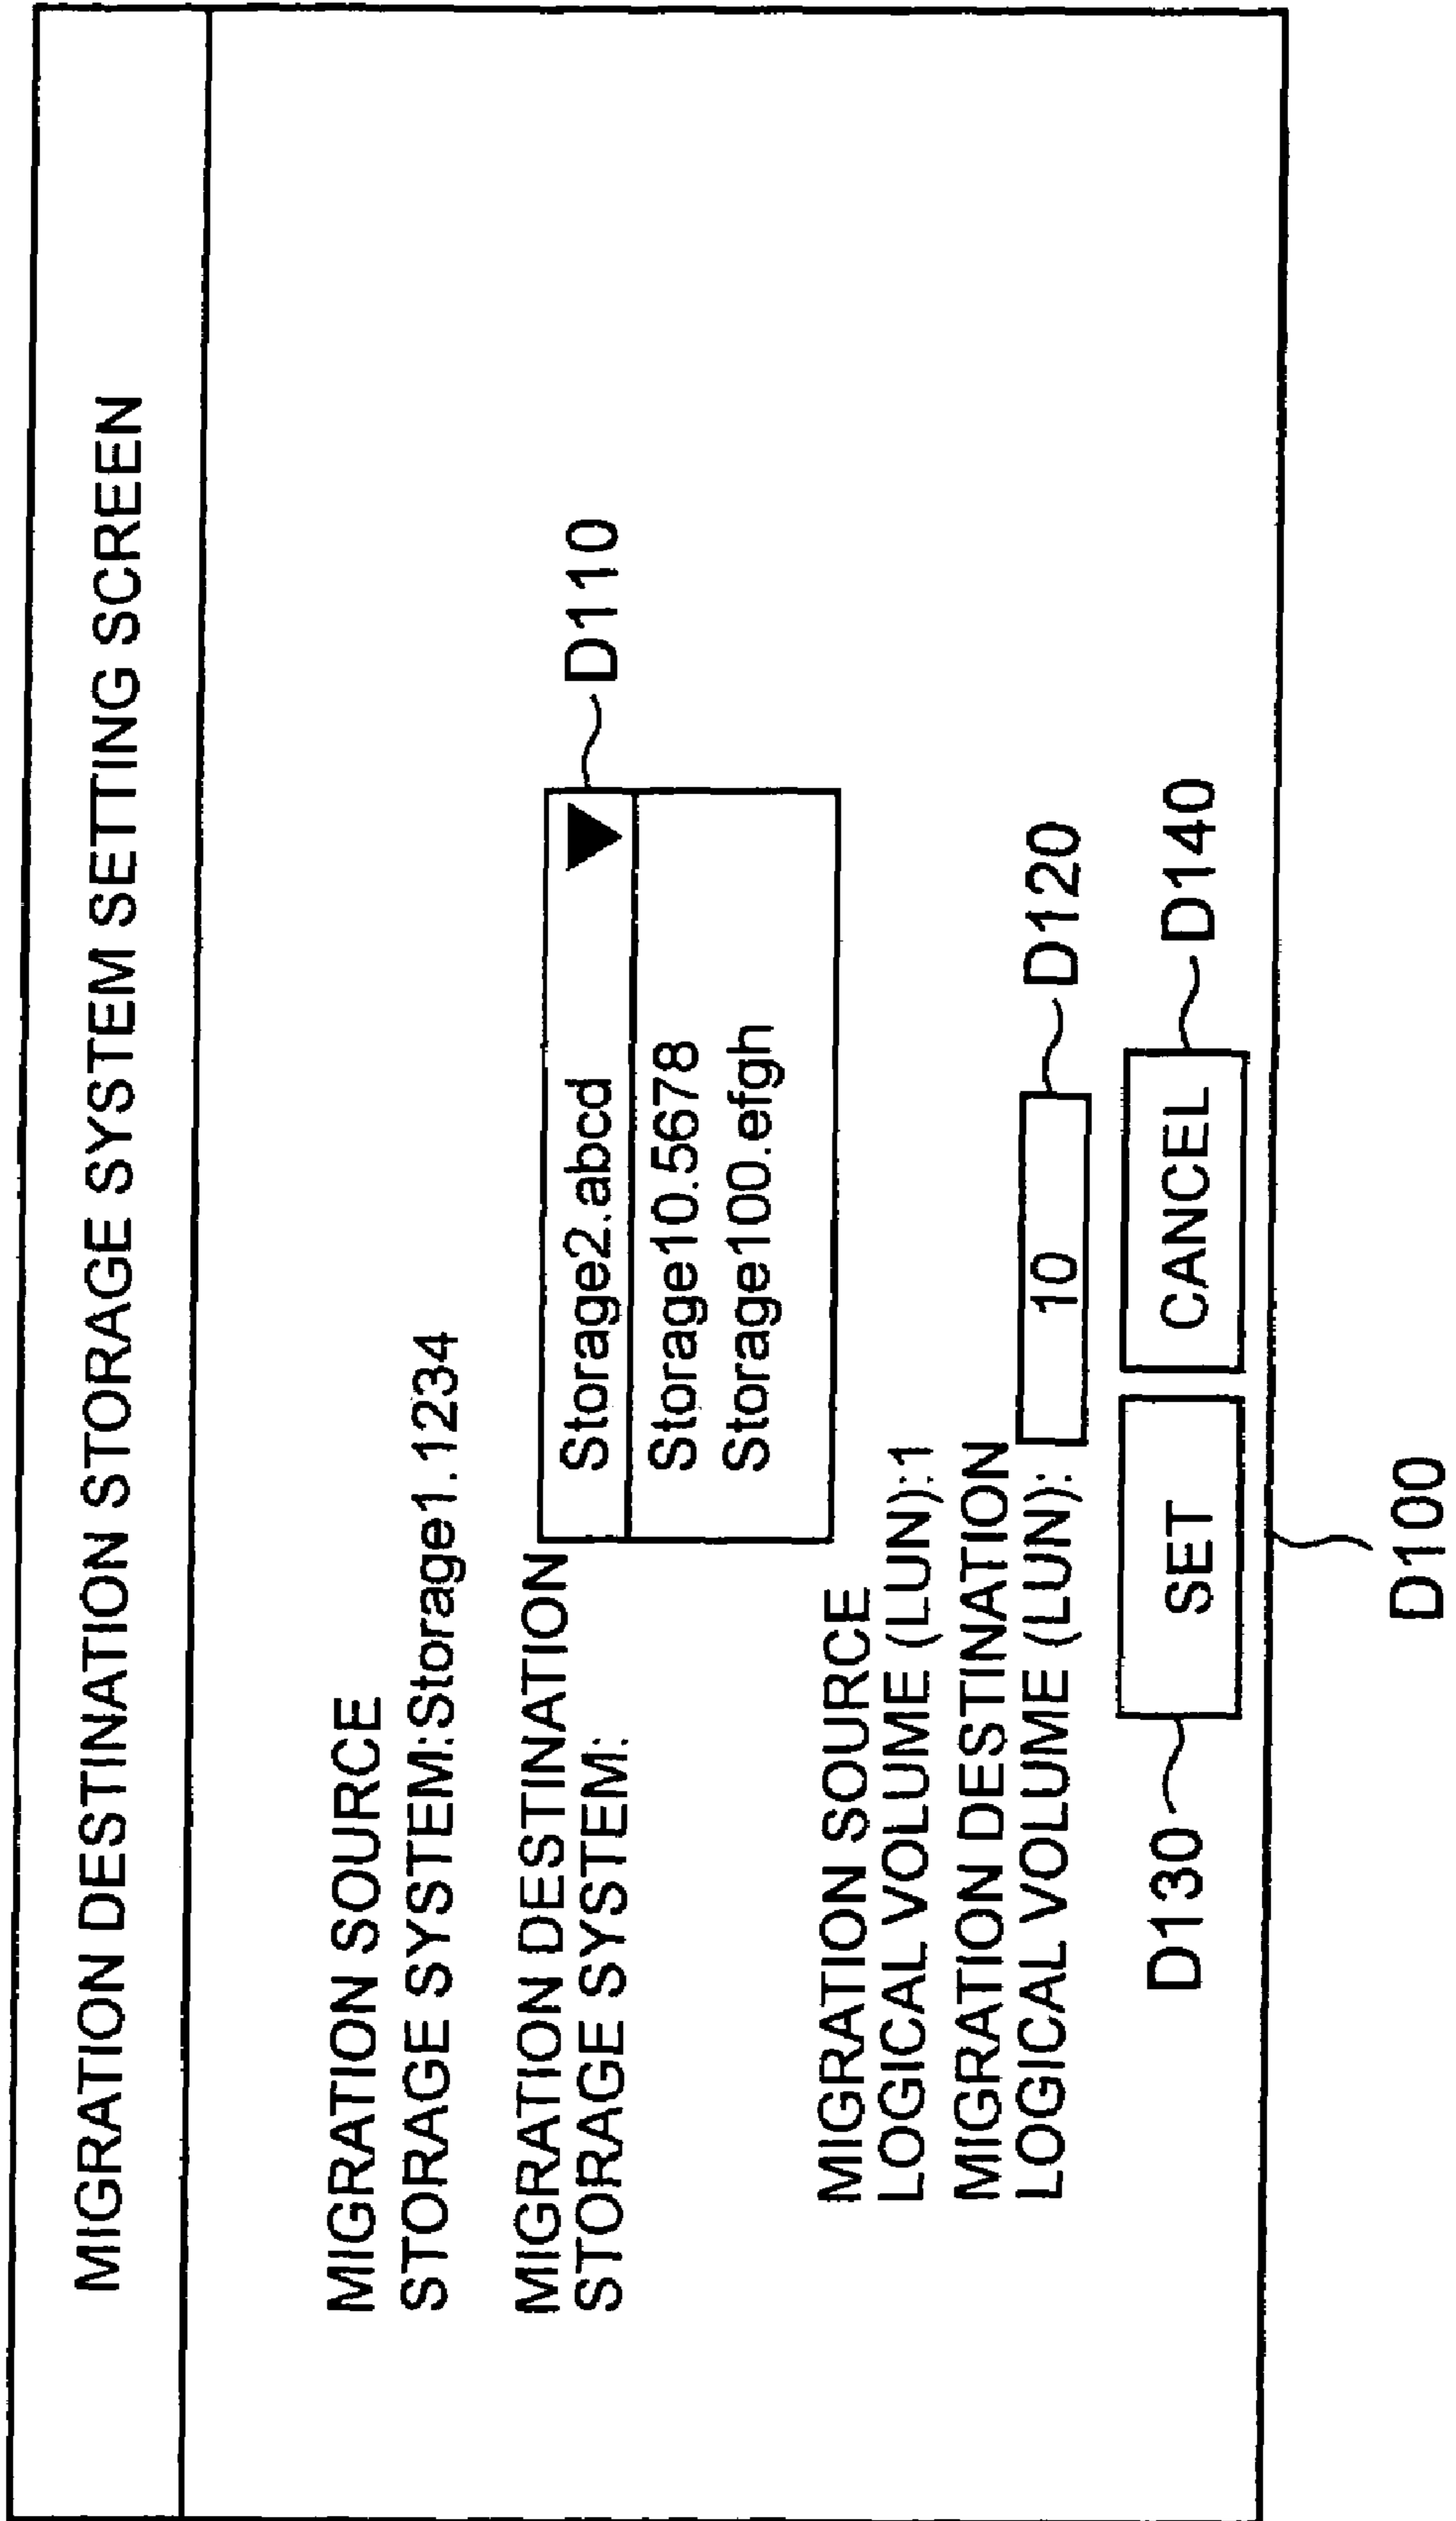 MIGRATION DESTINATION STORAGE SYSTEM SETTING SCREEN
MIGRATION SOURCE
STORAGE SYSTEM:Storage1.1234
MIGRATION DESTINATION
STORAGE SYSTEM:
Storage2.abcd
D110
Storage10.5678
Storage100.efgh
MIGRATION SOURCE
LOGICAL VOLUME (LUN):1
MIGRATION DESTINATION
LOGICAL VOLUME (LUN): 10
D120
D130
SET
CANCEL
D140
D100